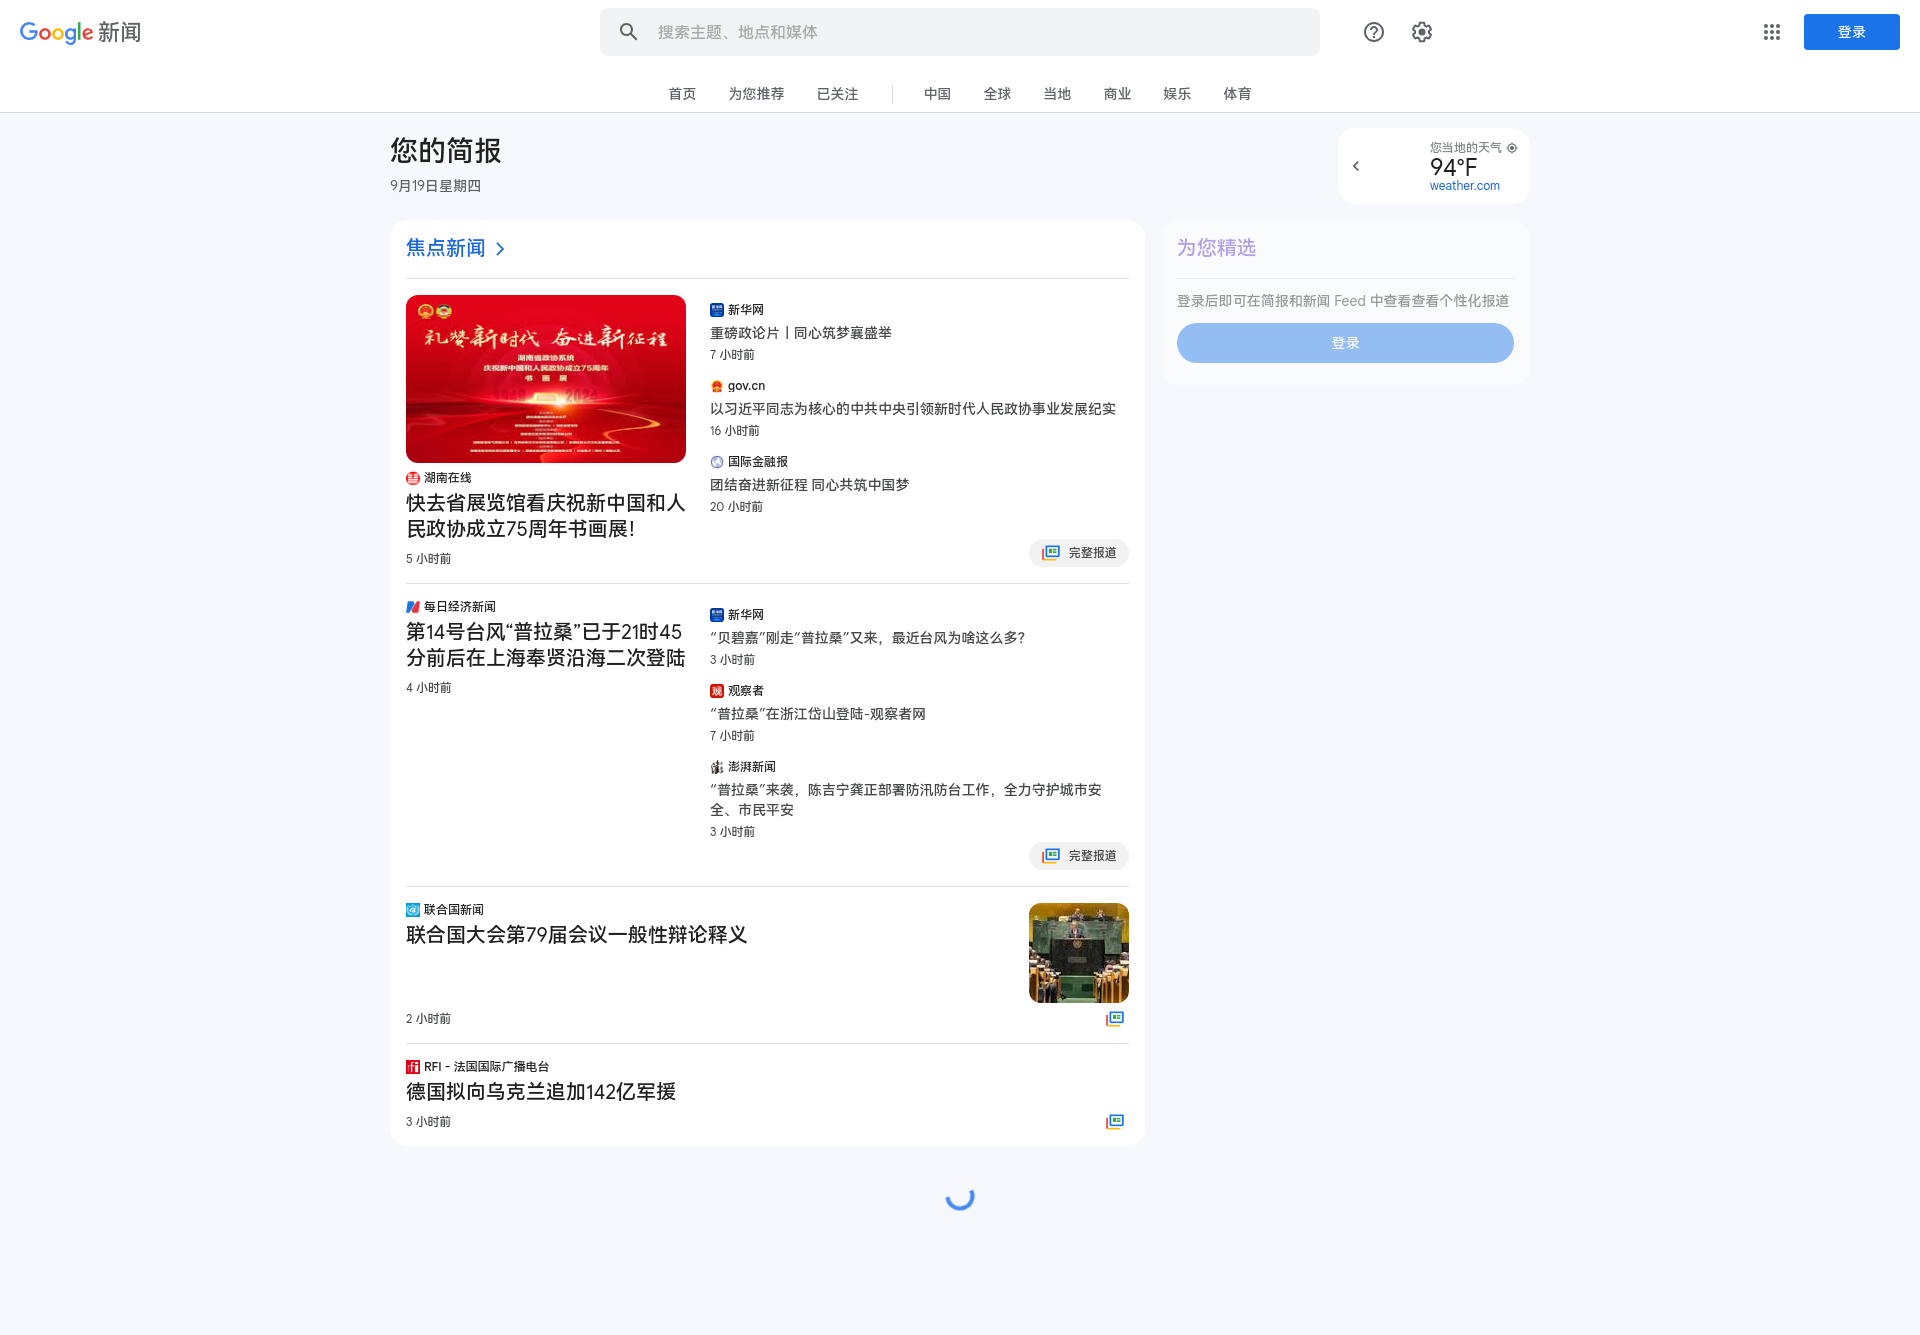 Google 新闻
搜索主题、地点和媒体
登录
首页
为您推荐
已关注
中国
全球
当地
商业
娱乐
体育
您的简报
9月19日星期四
您当地的天气
94°F
weather.com
焦点新闻
礼赞新时代 奋进新征程
湖南省政协系统
庆祝新中国和人民政协成立75周年
书 画 展
湖南在线
快去省展览馆看庆祝新中国和人
民政协成立75周年书画展！
5 小时前
新华网
重磅政论片丨同心筑梦襄盛举
7 小时前
gov.cn
以习近平同志为核心的中共中央引领新时代人民政协事业发展纪实
16 小时前
国际金融报
团结奋进新征程 同心共筑中国梦
20 小时前
完整报道
每日经济新闻
第14号台风“普拉桑”已于21时45
分前后在上海奉贤沿海二次登陆
4 小时前
新华网
“贝碧嘉”刚走“普拉桑”又来，最近台风为啥这么多？
3 小时前
观察者
“普拉桑”在浙江岱山登陆-观察者网
7 小时前
澎湃新闻
“普拉桑”来袭，陈吉宁龚正部署防汛防台工作，全力守护城市安
全、市民平安
3 小时前
完整报道
联合国新闻
联合国大会第79届会议一般性辩论释义
2 小时前
RFI - 法国国际广播电台
德国拟向乌克兰追加142亿军援
3 小时前
为您精选
登录后即可在简报和新闻 Feed 中查看查看个性化报道
登录